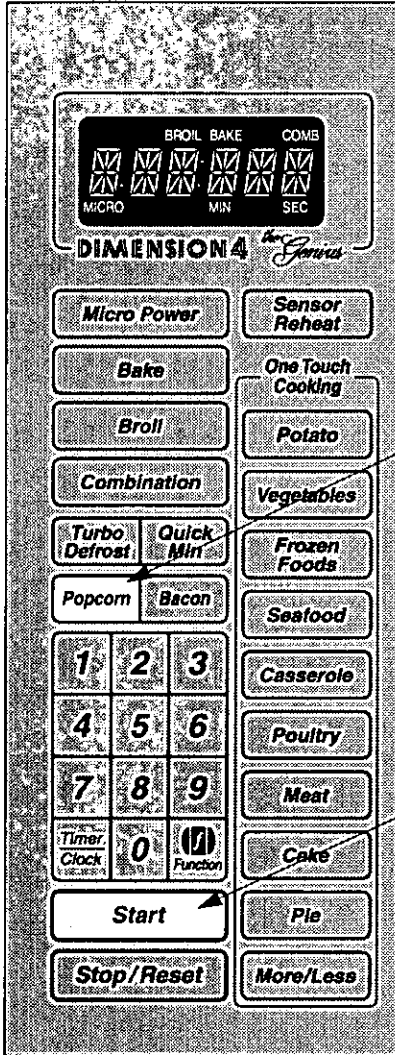 BROIL BAKE COMB
MICRO MIN SEC
DIMENSION 4 the Genius
Micro Power
Sensor
Reheat
Bake
Broil
Combination
Turbo
Defrost
Quick
Min
Popcorn
Bacon
1 2 3
4 5 6
7 8 9
Timer
Clock
0
Function
Start
Stop/Reset
One Touch
Cooking
Potato
Vegetables
Frozen
Foods
Seafood
Casserole
Poultry
Meat
Cake
Pie
More/Less